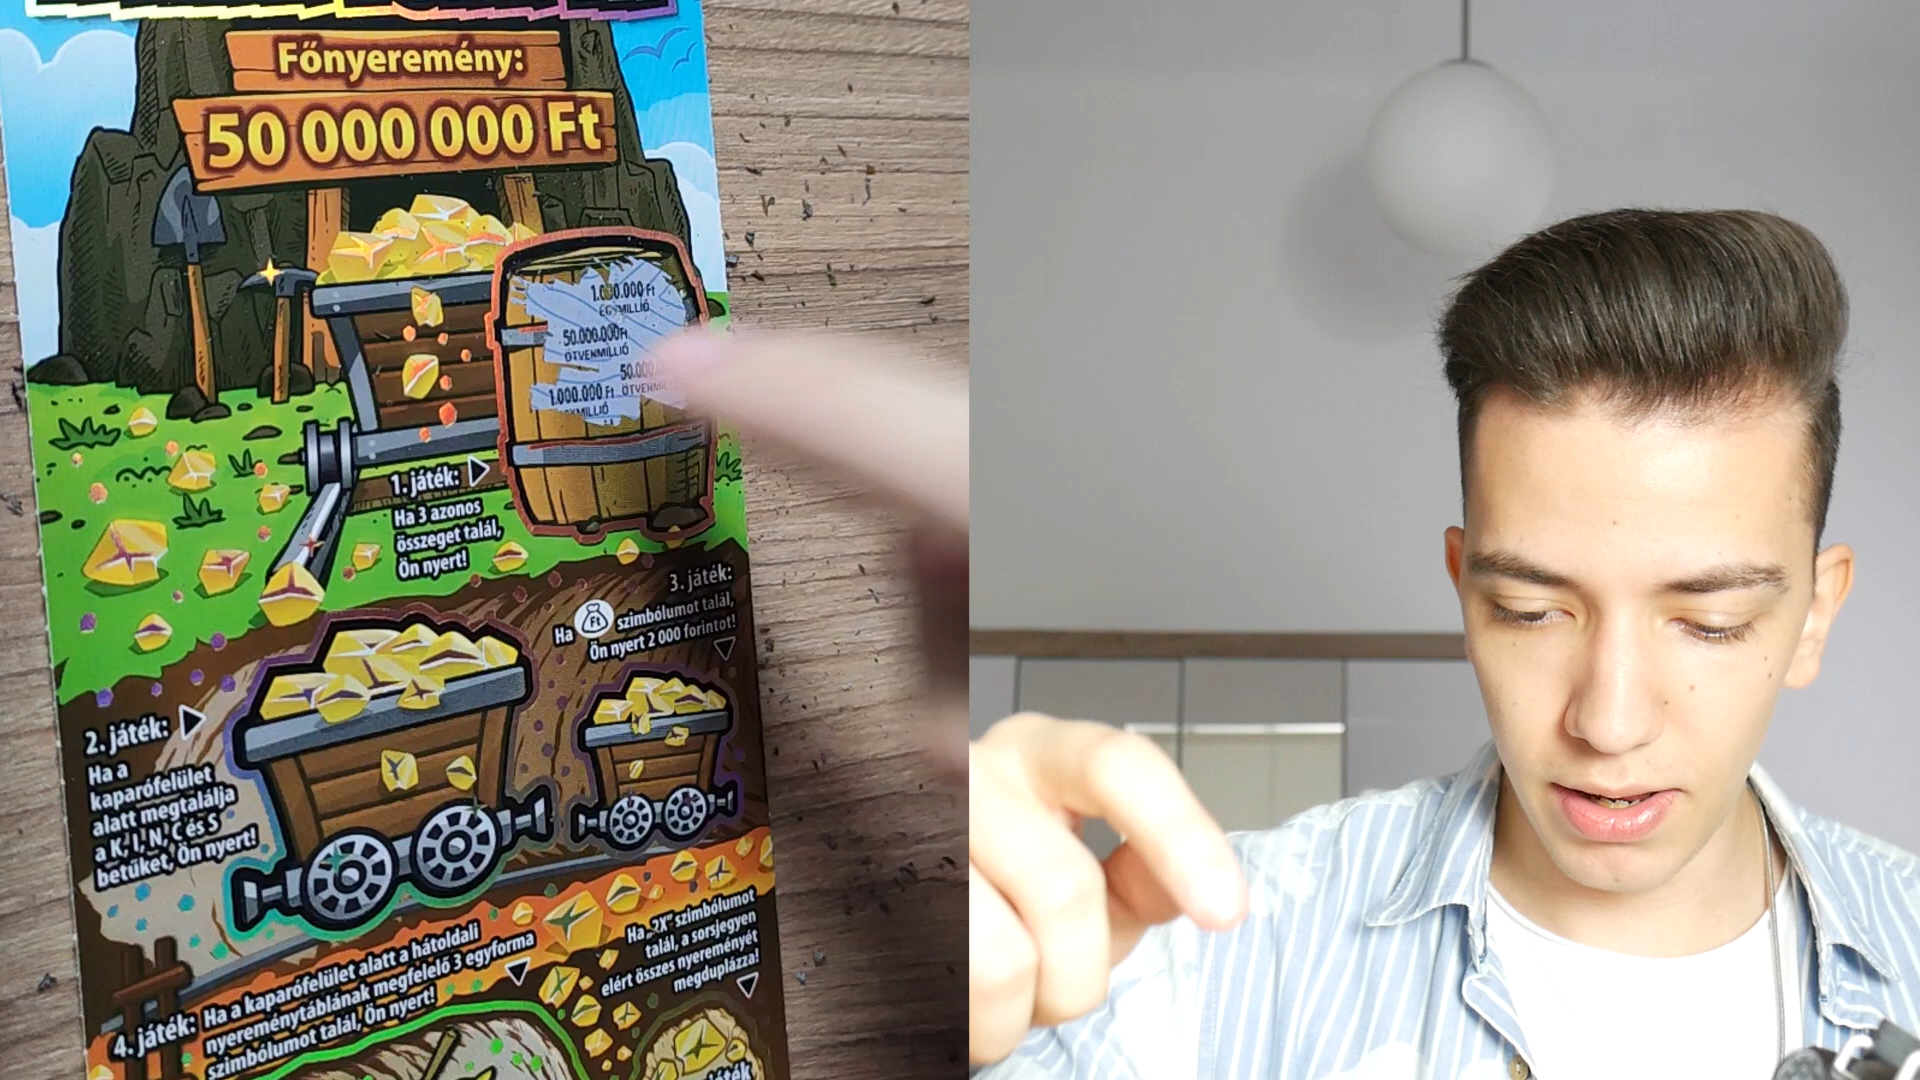 Főnyeremény:
50 000 000 Ft
1.000.000 Ft
EGYMILLIÓ
50.000.000Ft
ÖTVENMILLIÓ
1.000.000 Ft
1. játék:
Ha 3 azonos
összeget talál,
Ön nyert!
3. játék:
Ha Ft szimbólumot talál,
Ön nyert 2 000 forintot!
2. játék:
Ha a
kaparófelület
alatt megtalálja
a K, I, N, C és S
betűket, Ön nyert!
4. játék: Ha a kaparófelület alatt a hátoldali
nyereménytáblának megfelelő 3 egyforma
szimbólumot talál, Ön nyert!
Ha „2X” szimbólumot
talál, a sorsjegyen
elért összes nyereményét
megduplázza!
játék